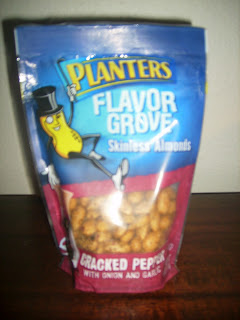 PLANTERS
FLAVOR
GROVE
Skinless Almonds
CRACKED PEPPER
WITH ONION AND GARLIC